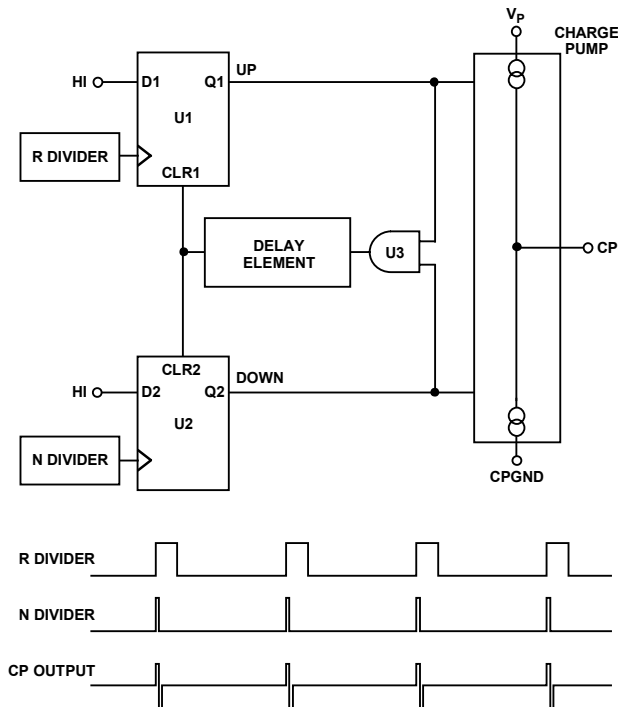 VP
CHARGE
PUMP
HI
D1
Q1
UP
U1
R DIVIDER
CLR1
DELAY
ELEMENT
U3
CP
CLR2
HI
D2
Q2
DOWN
U2
N DIVIDER
CPGND
R DIVIDER
N DIVIDER
CP OUTPUT